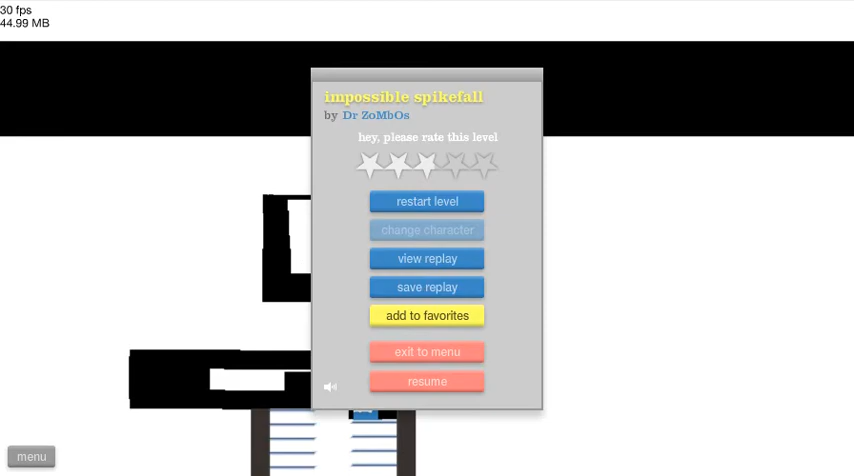 30 fps
44.99 MB
impossible spikefall
by Dr ZoMbOs
hey, please rate this level
restart level
change character
view replay
save replay
add to favorites
exit to menu
resume
menu